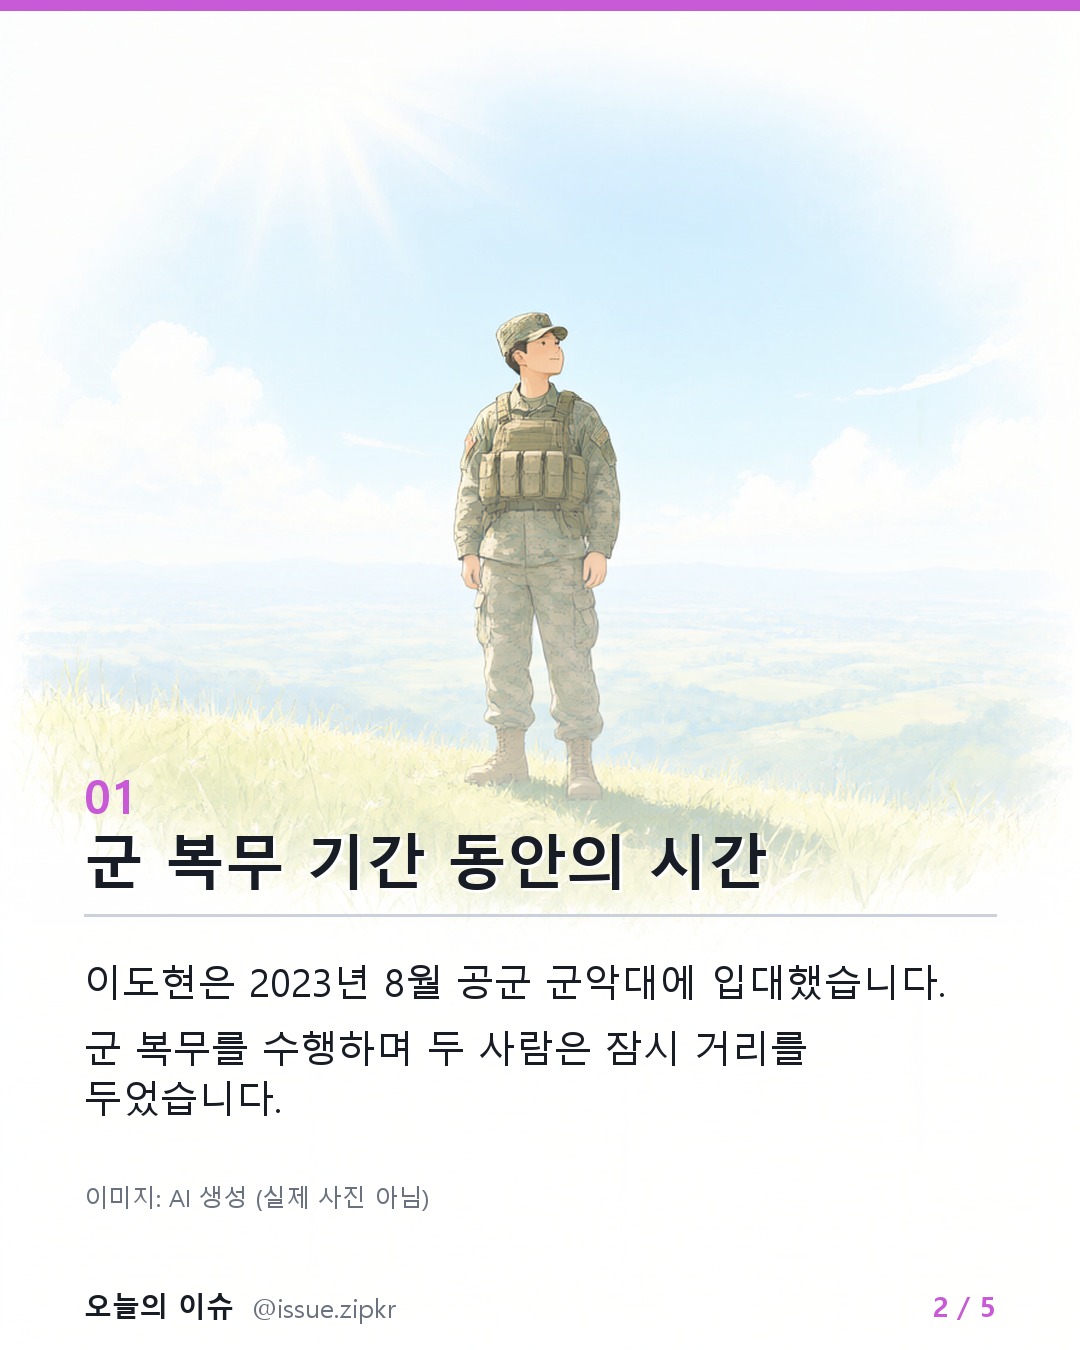 01
군 복무 기간 동안의 시간
이도현은 2023년 8월 공군 군악대에 입대했습니다.
군 복무를 수행하며 두 사람은 잠시 거리를
두었습니다.
이미지: AI 생성 (실제 사진 아님)
오늘의 이슈 @issue.zipkr
2 / 5